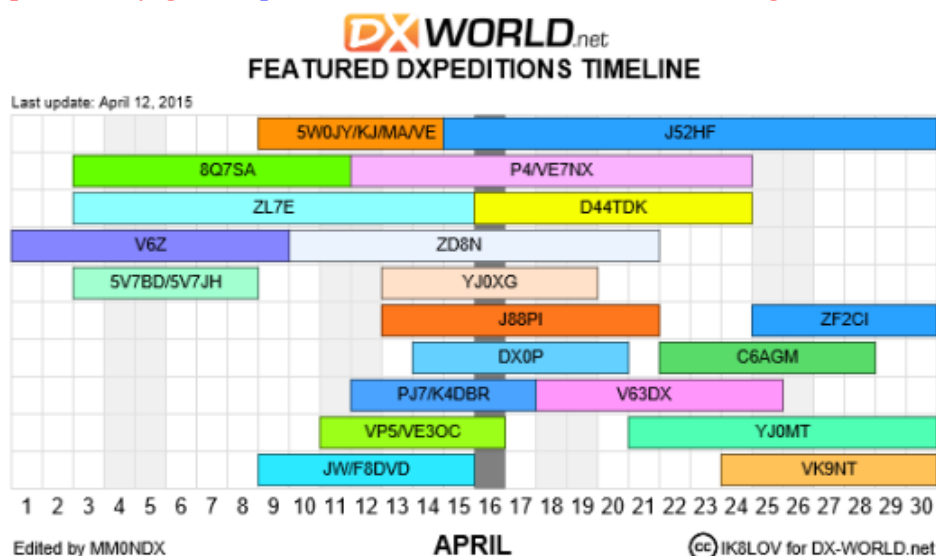 DX WORLD.net
FEATURED DXPEDITIONS TIMELINE
Last update: April 12, 2015
5W0JY/KJ/MA/VE J52HF
8Q7SA P4/VE7NX
ZL7E D44TDK
V6Z ZD8N
5V7BD/5V7JH YJ0XG
J88PI ZF2CI
DX0P C6AGM
PJ7/K4DBR V63DX
VP5/VE3OC YJ0MT
JW/F8DVD VK9NT
1 2 3 4 5 6 7 8 9 10 11 12 13 14 15 16 17 18 19 20 21 22 23 24 25 26 27 28 29 30
Edited by MM0NDX APRIL (cc) IK8LOV for DX-WORLD.net